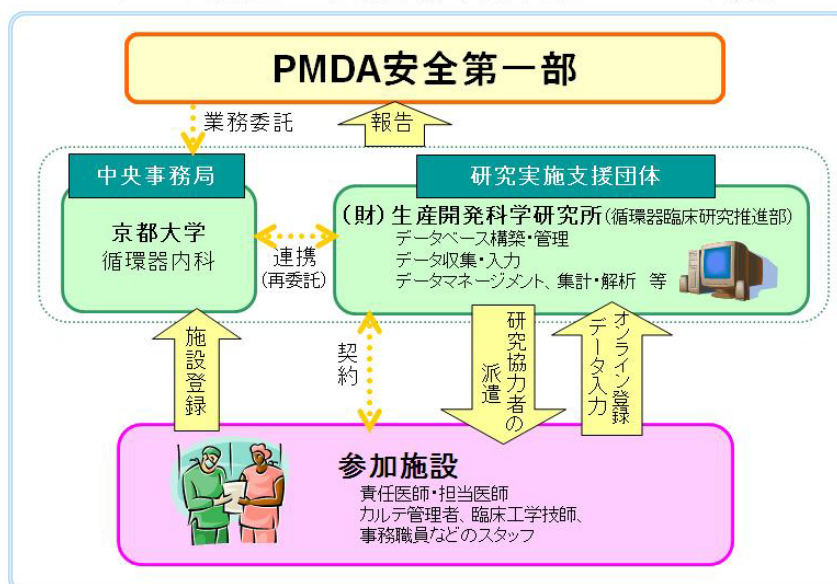 PMDA安全第一部
業務委託
報告
中央事務局
研究実施支援団体
京都大学
循環器内科
連携
(再委託)
(財)生産開発科学研究所(循環器臨床研究推進部)
データベース構築・管理
データ収集・入力
データマネージメント、集計・解析 等
施設登録
契約
研究協力者の
派遣
オンライン登録
データ入力
参加施設
責任医師・担当医師
カルテ管理者、臨床工学技師、
事務職員などのスタッフ